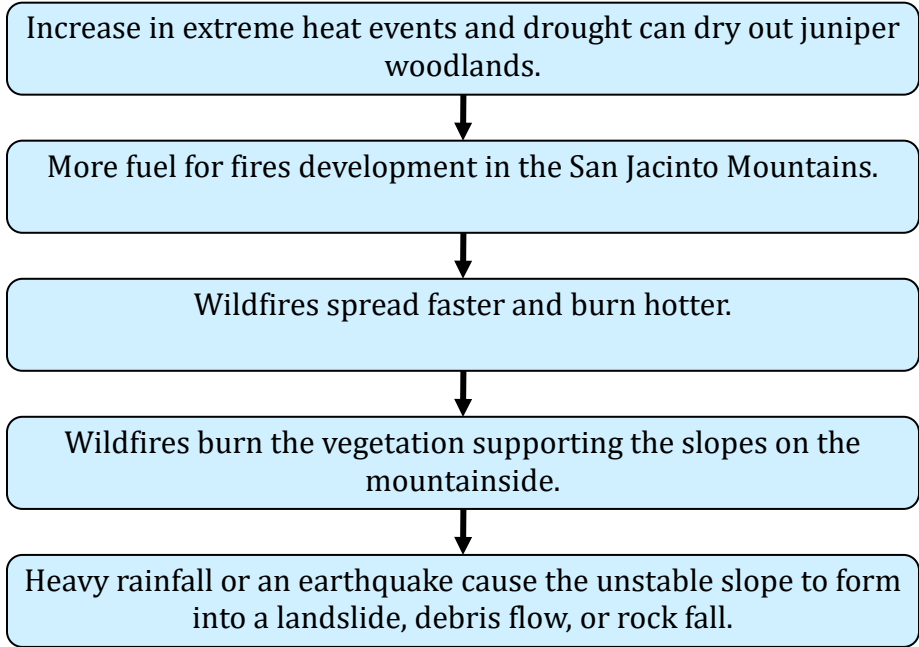 Increase in extreme heat events and drought can dry out juniper
woodlands.
More fuel for fires development in the San Jacinto Mountains.
Wildfires spread faster and burn hotter.
Wildfires burn the vegetation supporting the slopes on the
mountainside.
Heavy rainfall or an earthquake cause the unstable slope to form
into a landslide, debris flow, or rock fall.